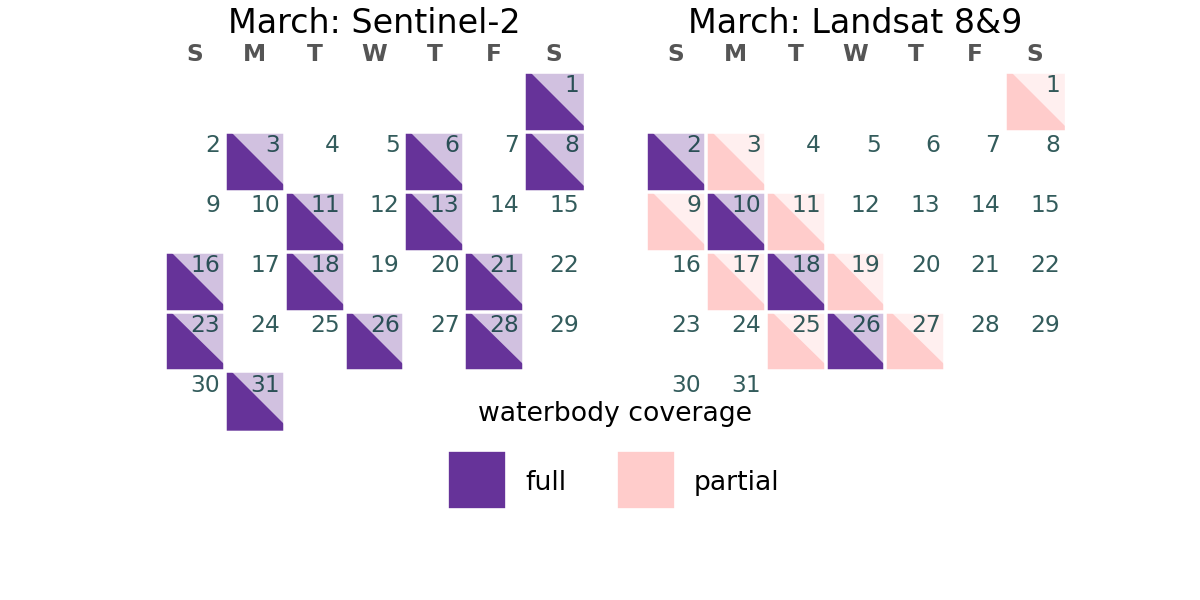 March: Sentinel-2
S M T W T F S
1
2 3 4 5 6 7 8
9 10 11 12 13 14 15
16 17 18 19 20 21 22
23 24 25 26 27 28 29
30 31
March: Landsat 8&9
S M T W T F S
1
2 3 4 5 6 7 8
9 10 11 12 13 14 15
16 17 18 19 20 21 22
23 24 25 26 27 28 29
30 31
waterbody coverage
full partial